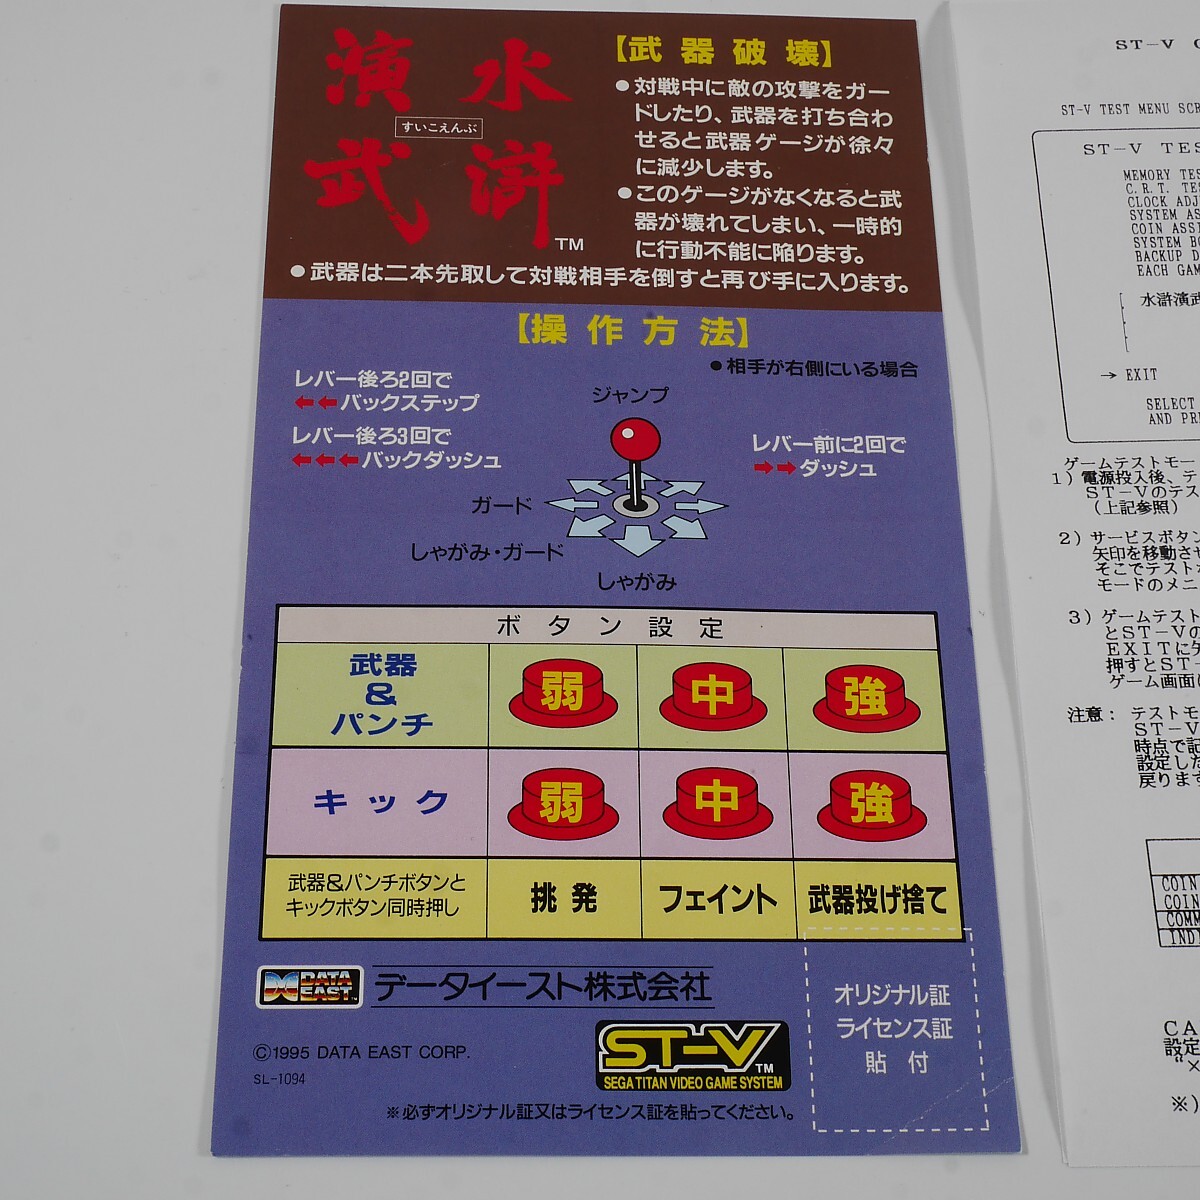 水滸
演武
すいこえんぶ
TM
【武器破壊】
●対戦中に敵の攻撃をガー
ドしたり、武器を打ち合わ
せると武器ゲージが徐々
に減少します。
●このゲージがなくなると武
器が壊れてしまい、一時的
に行動不能に陥ります。
●武器は二本先取して対戦相手を倒すと再び手に入ります。
【操作方法】
●相手が右側にいる場合
レバー後ろ2回で
←←バックステップ
レバー後ろ3回で
←←←バックダッシュ
ジャンプ
レバー前に2回で
→→ダッシュ
ガード
しゃがみ・ガード
しゃがみ
ボタン設定
武器
&
パンチ
弱 中 強
キック
弱 中 強
武器&パンチボタンと
キックボタン同時押し
挑発 フェイント 武器投げ捨て
DATA
EAST
データイースト株式会社
©1995 DATA EAST CORP.
SL-1094
ST-V
TM
SEGA TITAN VIDEO GAME SYSTEM
オリジナル証
ライセンス証
貼付
※必ずオリジナル証又はライセンス証を貼ってください。
ST-V
ST-V TEST MENU
ST-V
MEMORY
C.R.T.
CLOCK
SYSTEM
COIN
SYSTEM
BACKUP
EACH
水滸演武
→ EXIT
SELECT
AND
ゲームテストモー
1) 電源投入後、テ
ST-Vのテス
(上記参照)
2) サービスボタン
矢印を移動させ
そこでテスト
モードのメニ
3) ゲームテスト
とST-Vの
EXITに
押すとST-
ゲーム画面
注意: テストモ
ST-V
時点で
設定した
戻ります
COIN
COIN
設定
※)